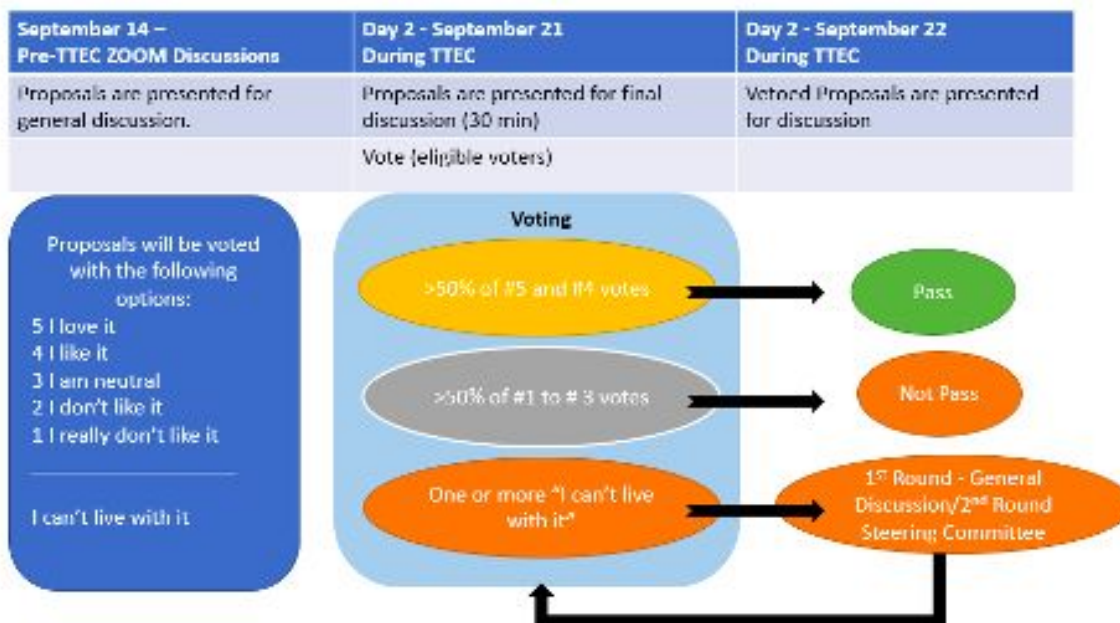 September 14 –
Pre-TTEC ZOOM Discussions
Day 2 - September 21
During TTEC
Day 2 - September 22
During TTEC
Proposals are presented for
general discussion.
Proposals are presented for final
discussion (30 min)
Vetoed Proposals are presented
for discussion
Vote (eligible voters)
Proposals will be voted
with the following
options:
5 I love it
4 I like it
3 I am neutral
2 I don't like it
1 I really don't like it
I can't live with it
Voting
>50% of #5 and #4 votes
Pass
>50% of #1 to # 3 votes
Not Pass
One or more "I can't live
with it"
1st Round - General
Discussion/2nd Round
Steering Committee